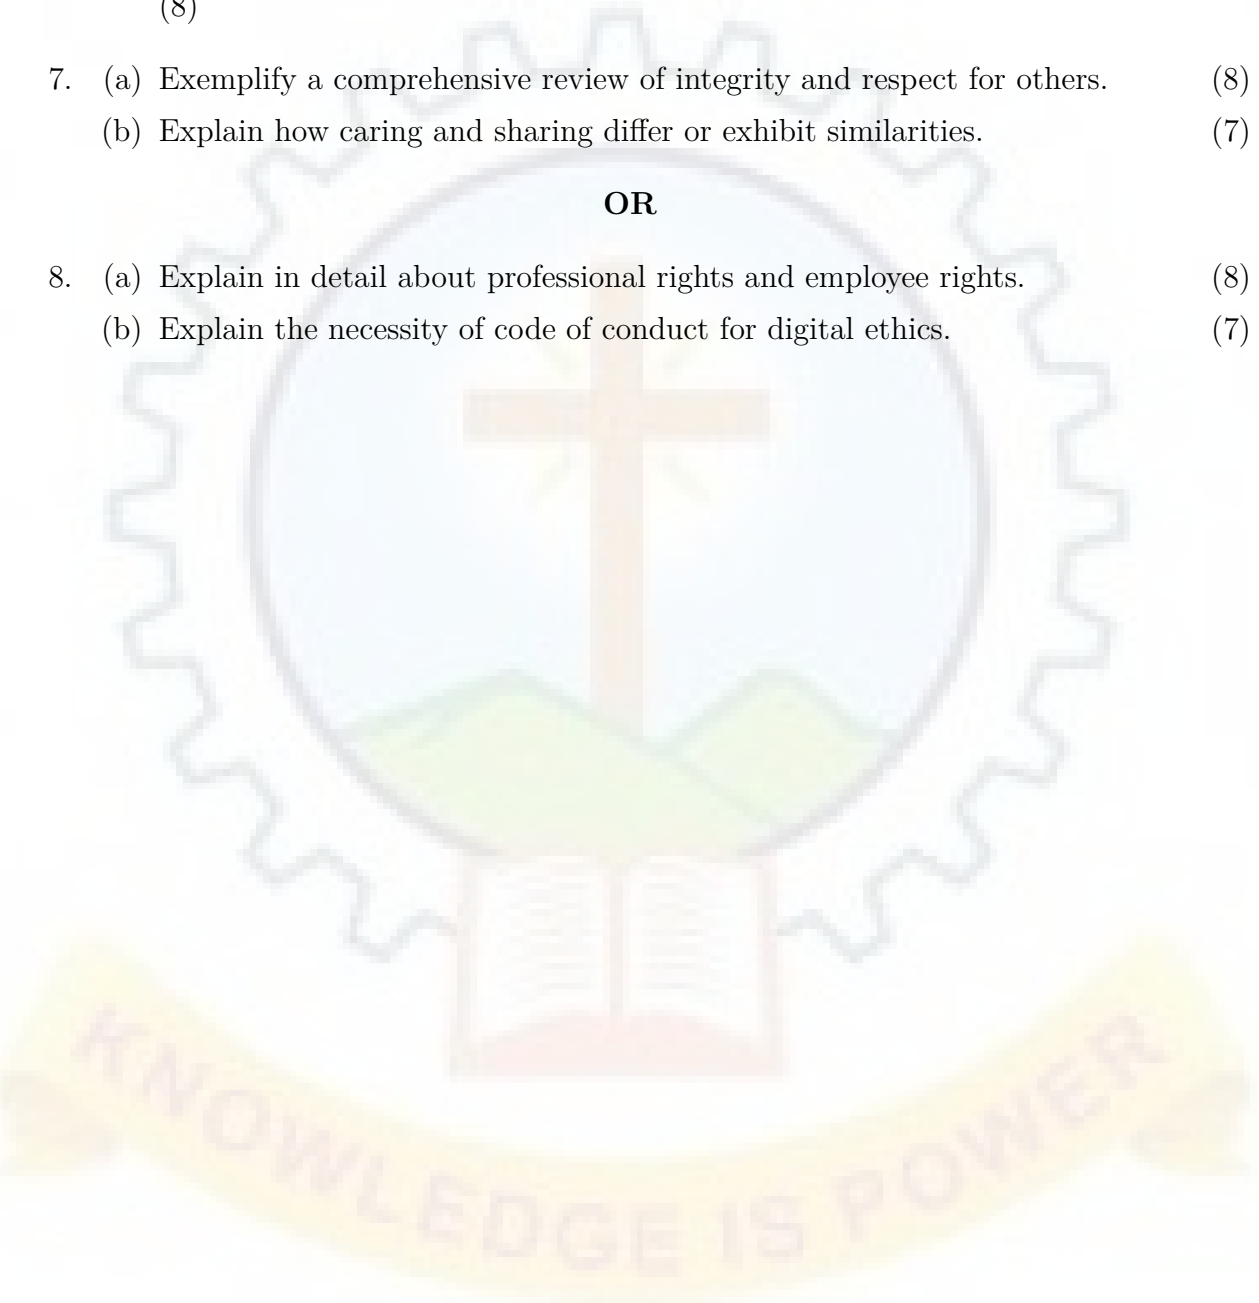 (8)
7. (a) Exemplify a comprehensive review of integrity and respect for others. (8)
(b) Explain how caring and sharing differ or exhibit similarities. (7)
OR
8. (a) Explain in detail about professional rights and employee rights. (8)
(b) Explain the necessity of code of conduct for digital ethics. (7)
KNOWLEDGE IS POWER